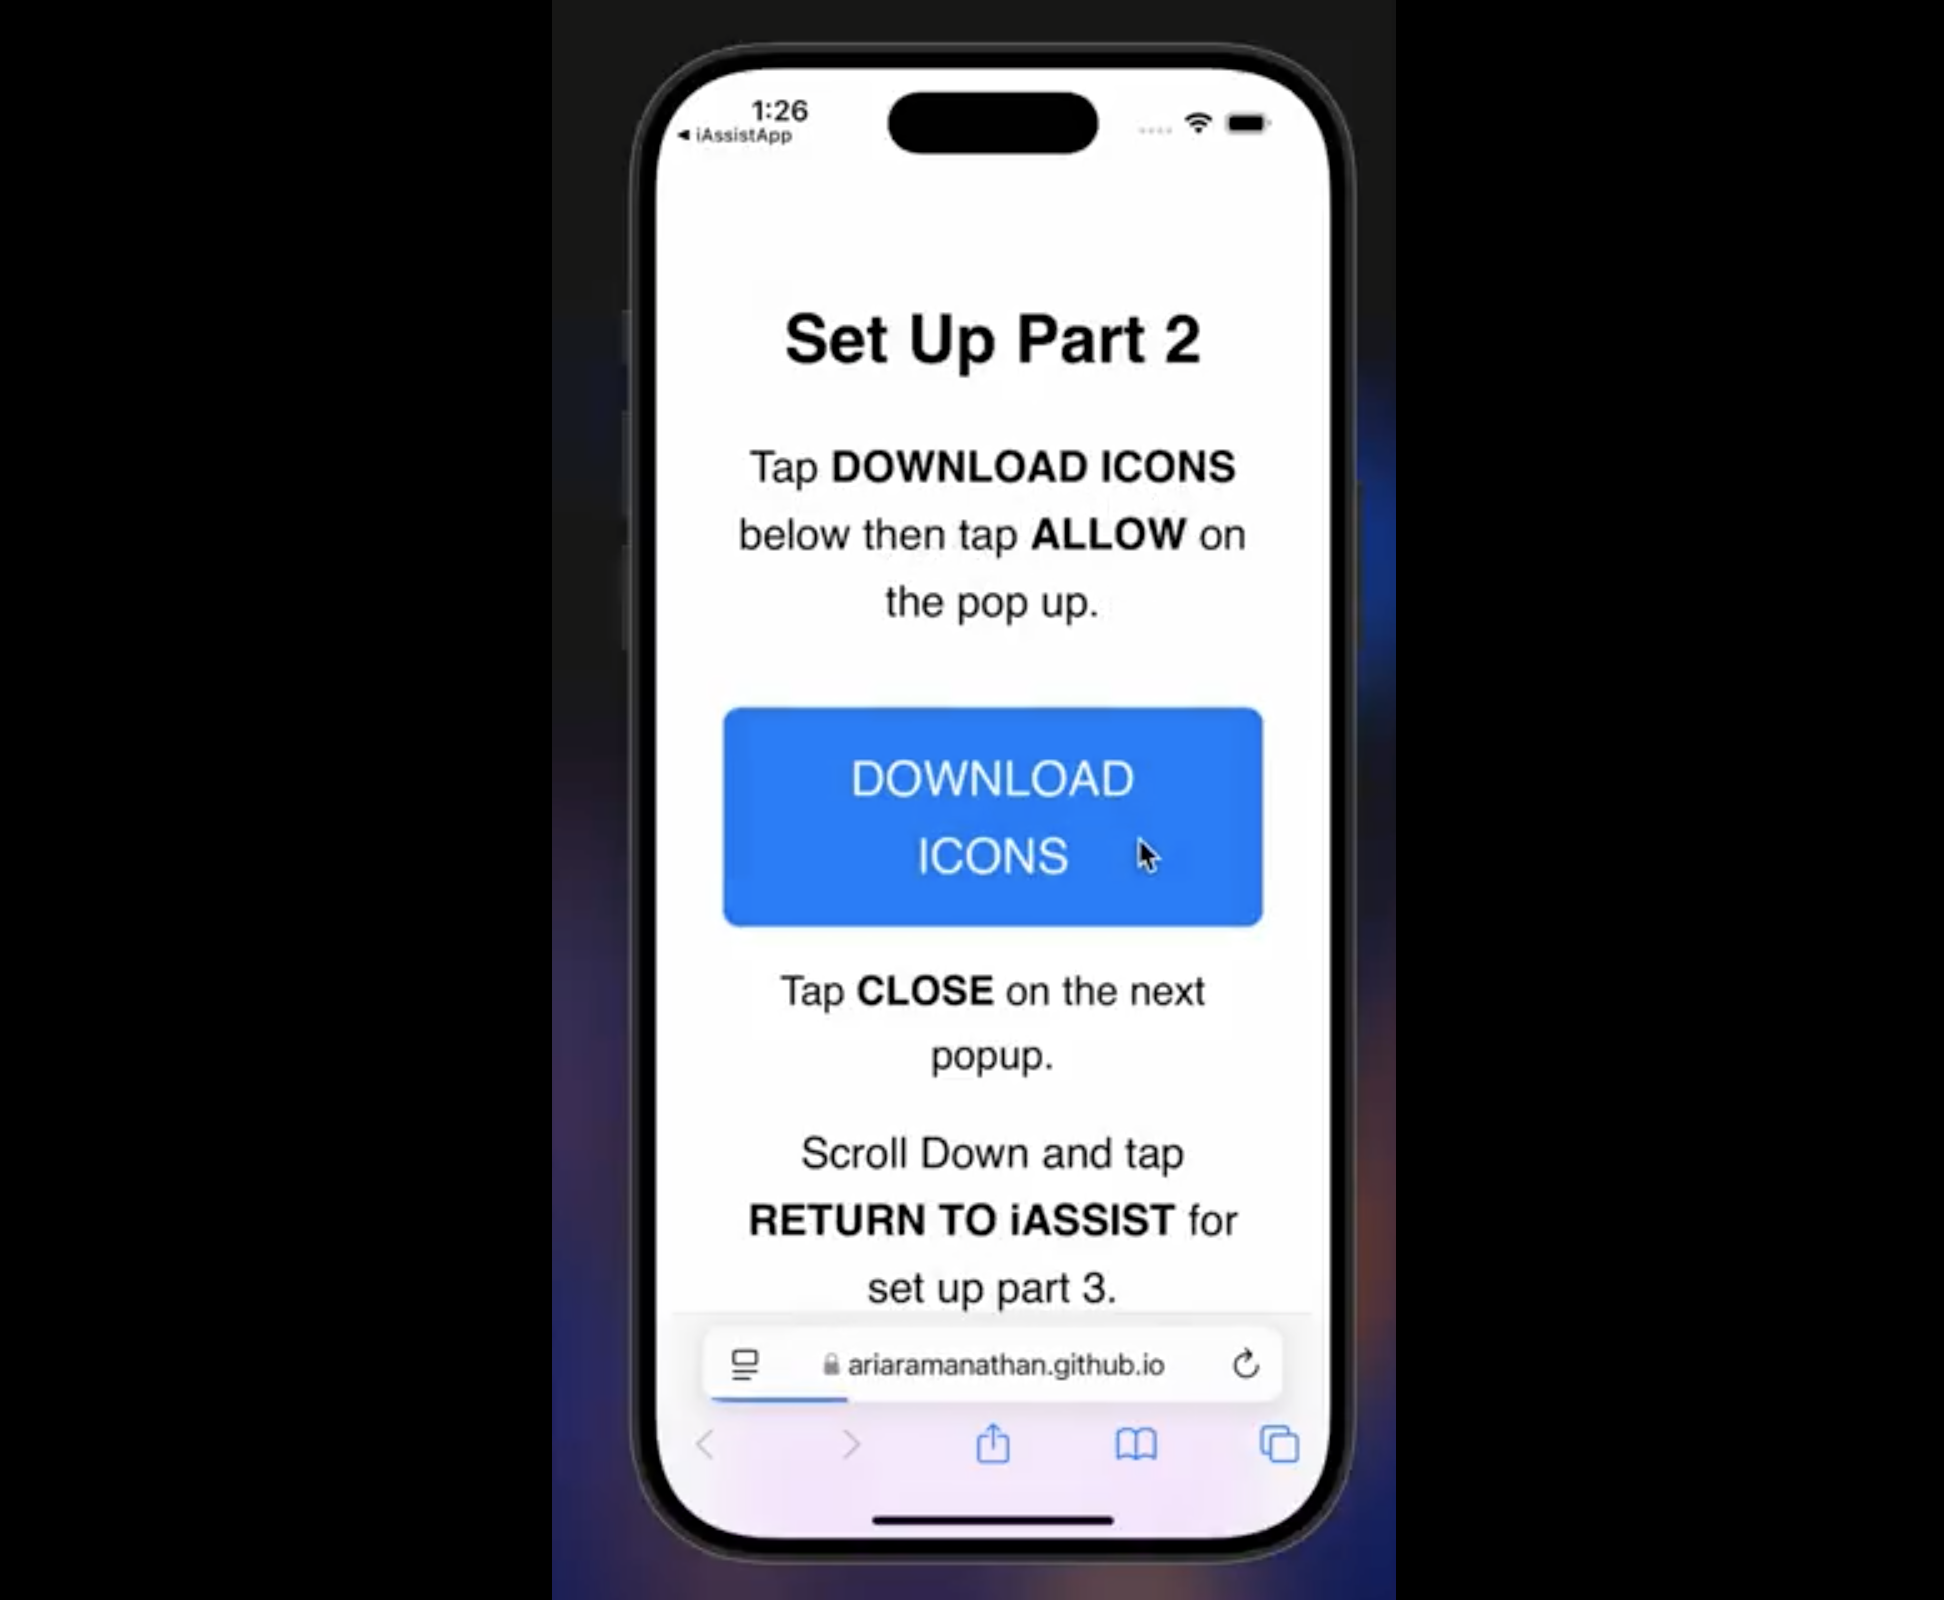 1:26
◀ iAssistApp
Set Up Part 2
Tap DOWNLOAD ICONS
below then tap ALLOW on
the pop up.
DOWNLOAD
ICONS
Tap CLOSE on the next
popup.
Scroll Down and tap
RETURN TO iASSIST for
set up part 3.
ariaramanathan.github.io